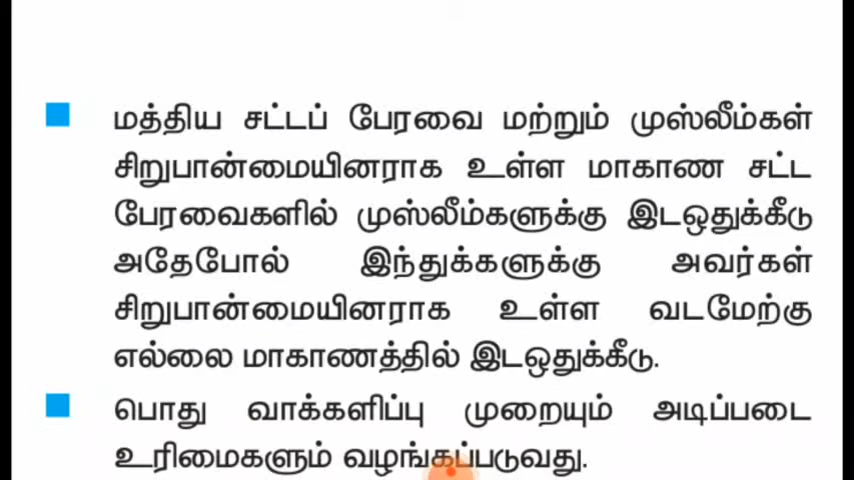 மத்திய சட்டப் பேரவை மற்றும் முஸ்லீம்கள்
சிறுபான்மையினராக உள்ள மாகாண சட்ட
பேரவைகளில் முஸ்லீம்களுக்கு இடஒதுக்கீடு
அதேபோல் இந்துக்களுக்கு அவர்கள்
சிறுபான்மையினராக உள்ள வடமேற்கு
எல்லை மாகாணத்தில் இடஒதுக்கீடு.
பொது வாக்களிப்பு முறையும் அடிப்படை
உரிமைகளும் வழங்கப்படுவது.